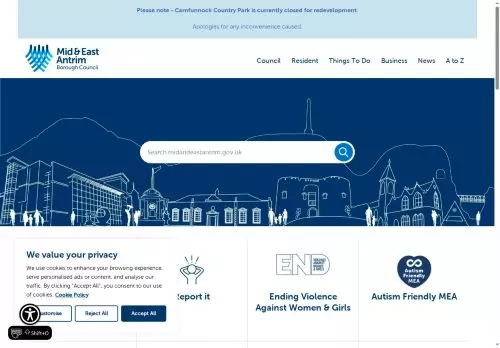 Please note - Carnfunnock Country Park is currently closed for redevelopment.
Apologies for any inconvenience caused.
Mid & East
Antrim
Borough Council
Council
Resident
Things To Do
Business
News
A to Z
Search midandeastantrim.gov.uk
We value your privacy
We use cookies to enhance your browsing experience, serve personalised ads or content, and analyse our traffic. By clicking "Accept All", you consent to our use of cookies. Cookie Policy
Reject All
Accept All
Shift+D
Report it
Ending Violence
Against Women & Girls
Autism
Friendly
MEA
Autism Friendly MEA